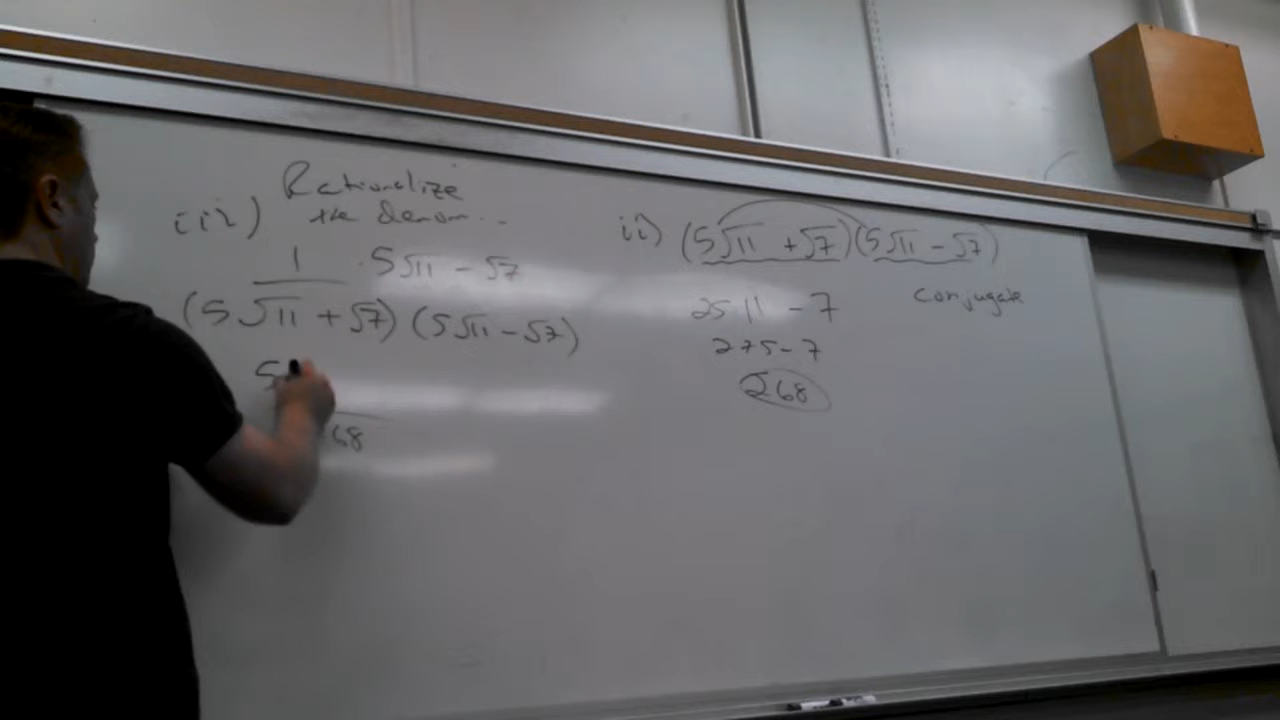 iii) Rationalize
the denom...
1 · 5√11 - √7
(5√11 + √7) (5√11 - √7)
5
68
ii) (5√11 + √7)(5√11 - √7)
25 11 - 7
conjugate
275 - 7
268